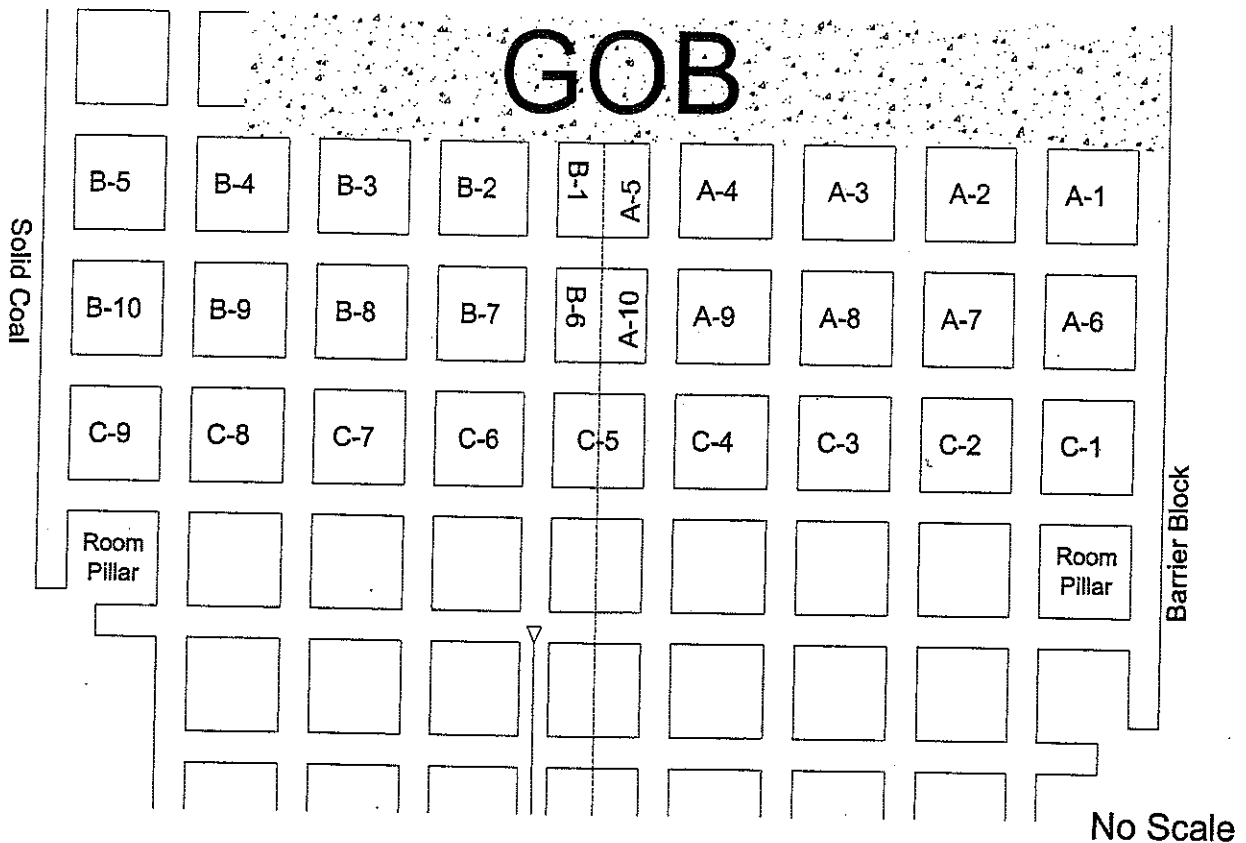 GOB
B-5
B-4
B-3
B-2
B-1
A-5
A-4
A-3
A-2
A-1
Solid Coal
B-10
B-9
B-8
B-7
B-6
A-10
A-9
A-8
A-7
A-6
C-9
C-8
C-7
C-6
C-5
C-4
C-3
C-2
C-1
Barrier Block
Room
Pillar
Room
Pillar
No Scale